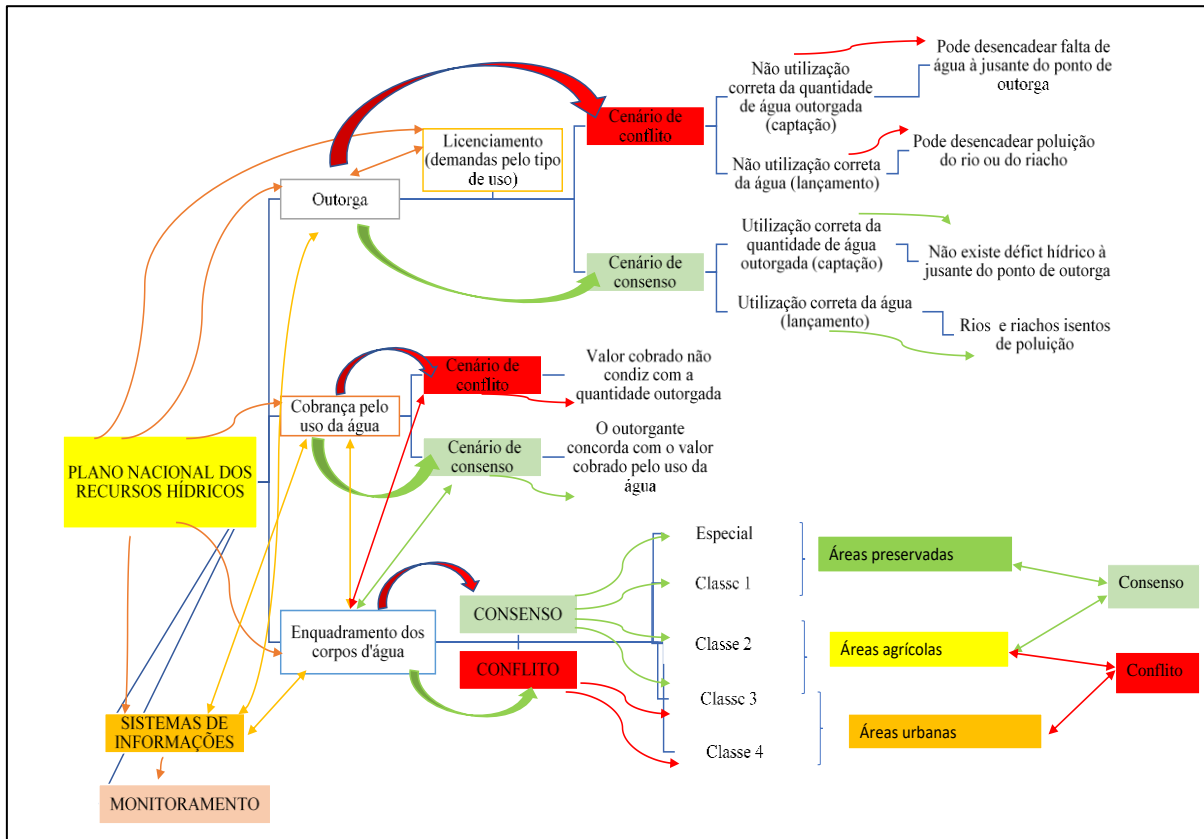 Pode desencadear falta de
água à jusante do ponto de
outorga
Não utilização
correta da quantidade
de água outorgada
(captação)
Cenário de
conflito
Licenciamento
(demandas pelo tipo
de uso)
Pode desencadear poluição
do rio ou do riacho
Não utilização correta
da água (lançamento)
Outorga
Utilização correta da
quantidade de água
outorgada (captação)
Não existe défict hídrico à
jusante do ponto de outorga
Cenário de
consenso
Utilização correta da água
(lançamento)
Rios e riachos isentos
de poluição
Cenário de
conflito
Valor cobrado não
condiz com a
quantidade outorgada
Cobrança pelo
uso da água
O outorgante
concorda com o valor
cobrado pelo uso da
água
Cenário de
consenso
PLANO NACIONAL DOS
RECURSOS HÍDRICOS
Especial
Áreas preservadas
Classe 1
Consenso
CONSENSO
Enquadramento dos
corpos d'água
Classe 2
Áreas agrícolas
CONFLITO
Conflito
Classe 3
SISTEMAS DE
INFORMAÇÕES
Áreas urbanas
Classe 4
MONITORAMENTO